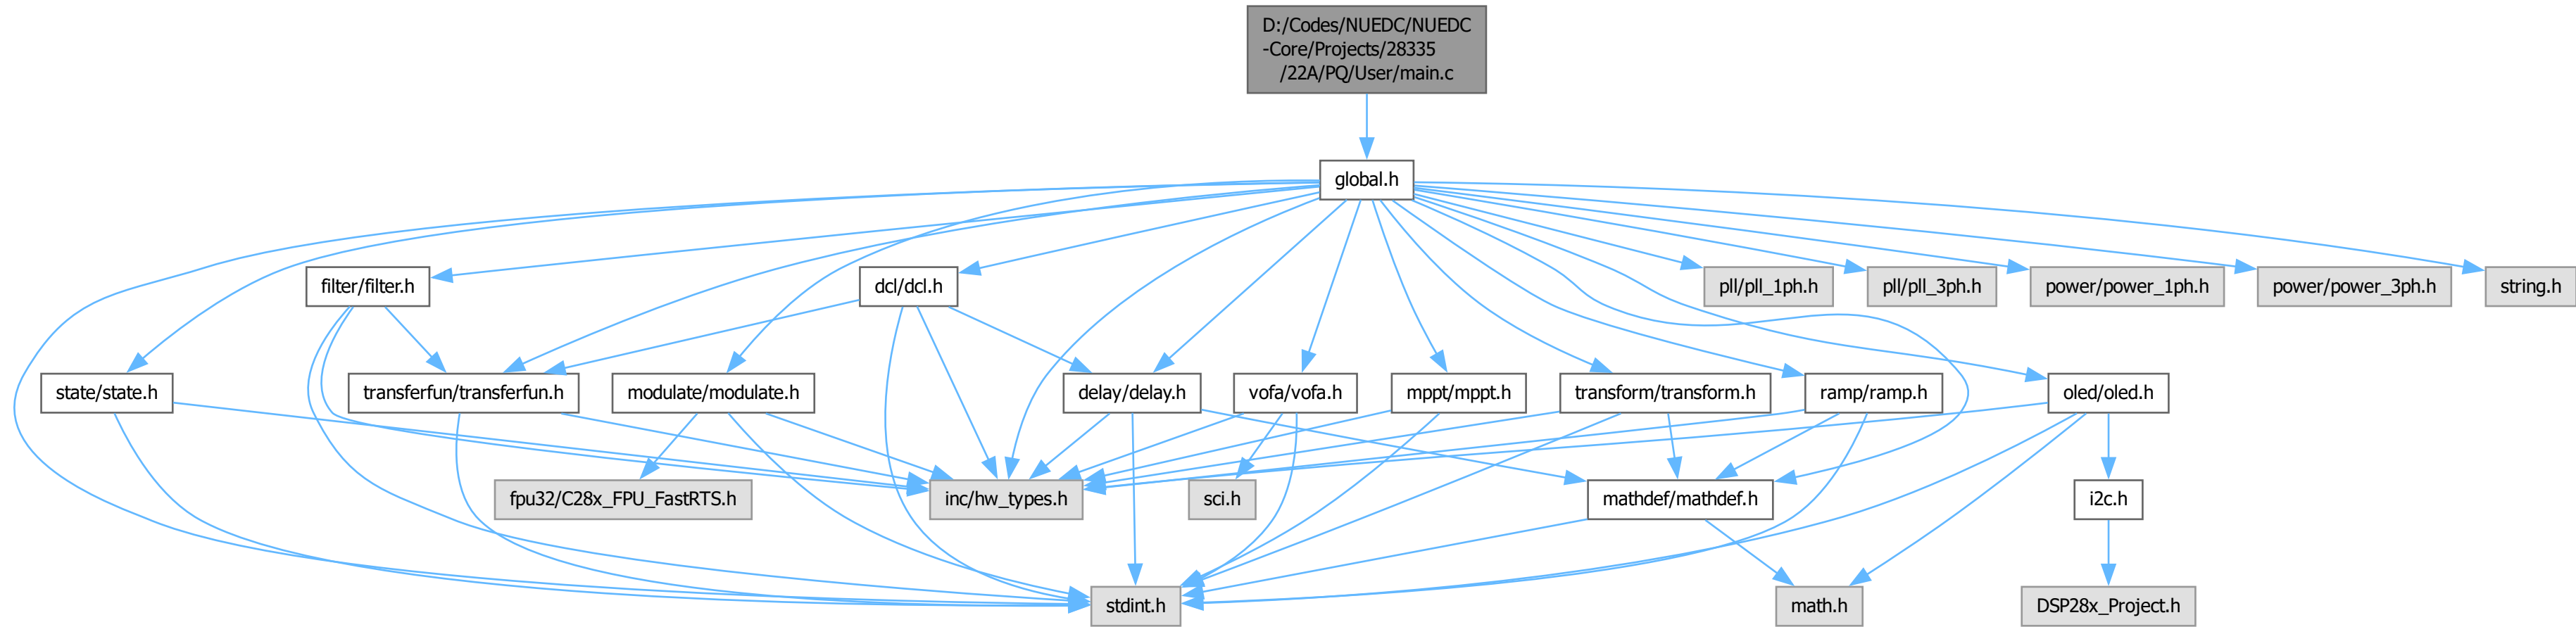 D:/Codes/NUEDC/NUEDC
-Core/Projects/28335
/22A/PQ/User/main.c
global.h
filter/filter.h
dcl/dcl.h
pll/pll_1ph.h
pll/pll_3ph.h
power/power_1ph.h
power/power_3ph.h
string.h
state/state.h
transferfun/transferfun.h
modulate/modulate.h
delay/delay.h
vofa/vofa.h
mppt/mppt.h
transform/transform.h
ramp/ramp.h
oled/oled.h
fpu32/C28x_FPU_FastRTS.h
inc/hw_types.h
sci.h
mathdef/mathdef.h
i2c.h
stdint.h
math.h
DSP28x_Project.h